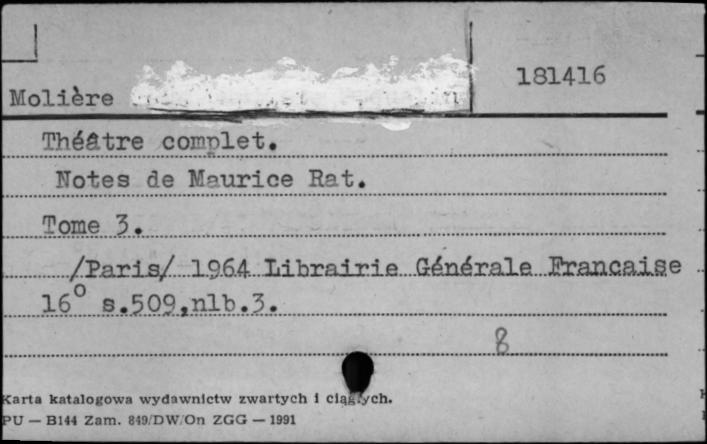 181416
Molière
Théâtre complet.
Notes de Maurice Rat.
Tome 3.
/Paris/ 1964 Librairie Générale Francaise
16° s.509,nlb.3.
8
Karta katalogowa wydawnictw zwartych i ciągłych.
PU — B144 Zam. 849/DW/On ZGG — 1991